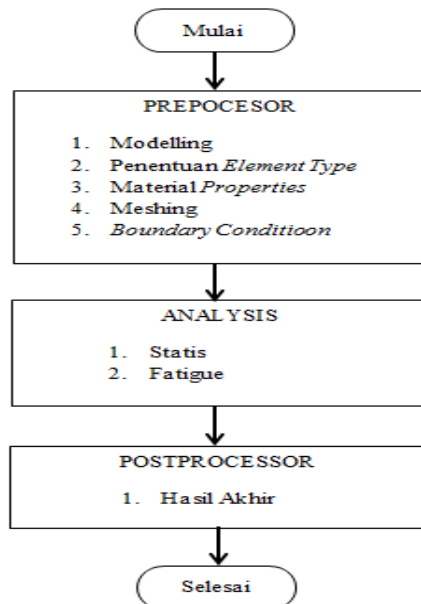 Mulai
PREPOCESOR
1. Modelling
2. Penentuan Element Type
3. Material Properties
4. Meshing
5. Boundary Conditioon
ANALYSIS
1. Statis
2. Fatigue
POSTPROCESSOR
1. Hasil Akhir
Selesai